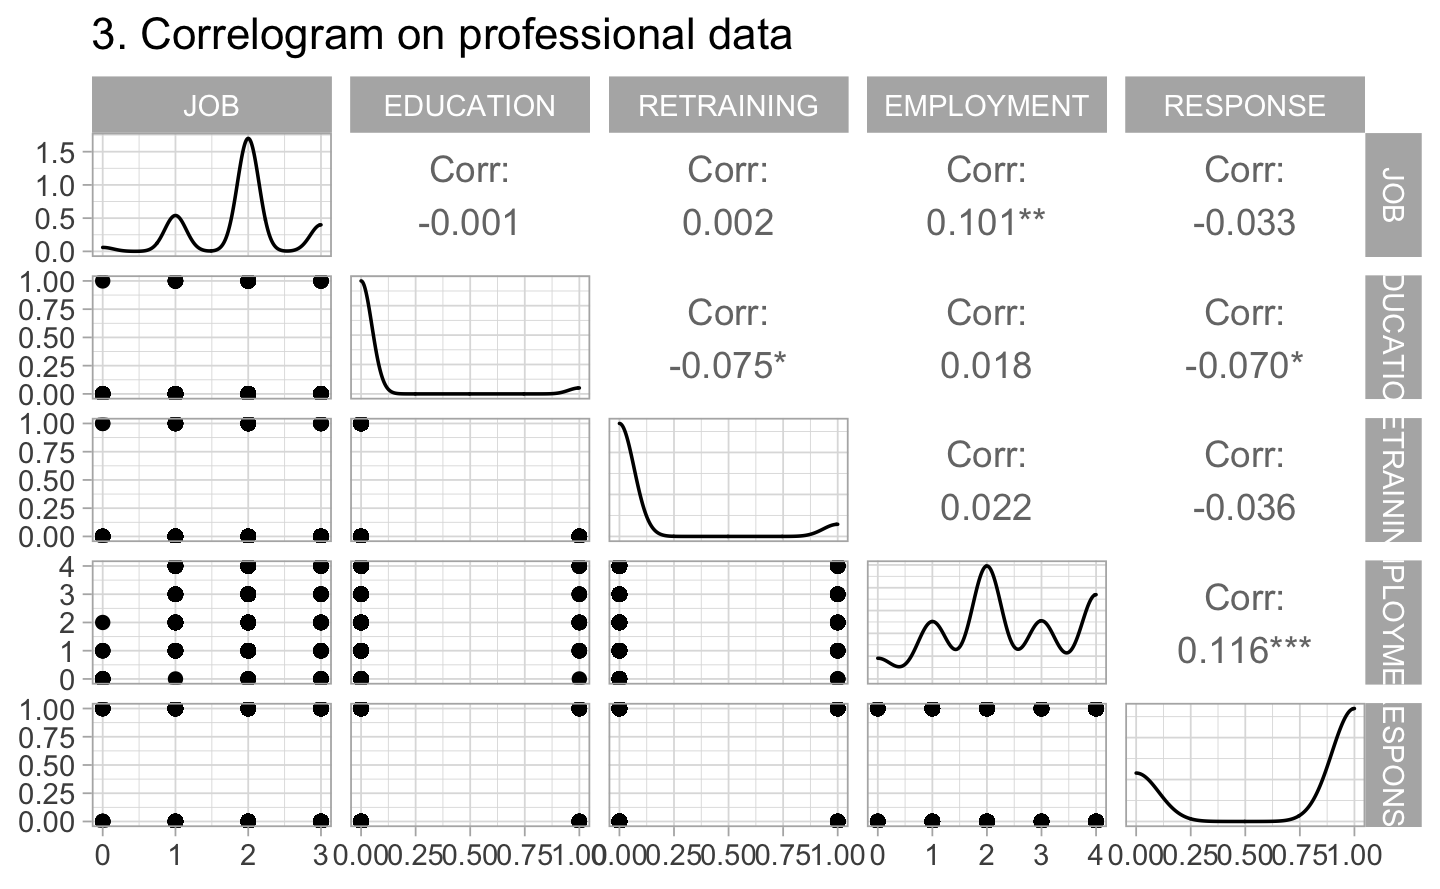 3. Correlogram on professional data
JOB EDUCATION RETRAINING EMPLOYMENT RESPONSE
1.5
1.0
0.5
0.0
Corr:
-0.001
Corr:
0.002
Corr:
0.101**
Corr:
-0.033
JOB
1.00
0.75
0.50
0.25
0.00
Corr:
-0.075*
Corr:
0.018
Corr:
-0.070*
DUCATIO
1.00
0.75
0.50
0.25
0.00
Corr:
0.022
Corr:
-0.036
ETRAININ
4
3
2
1
0
Corr:
0.116***
PLOYME
1.00
0.75
0.50
0.25
0.00
ESPONS
0 1 2 3 0.00 0.25 0.50 0.75 1.00 0.00 0.25 0.50 0.75 1.00 0 1 2 3 4 0.00 0.25 0.50 0.75 1.00